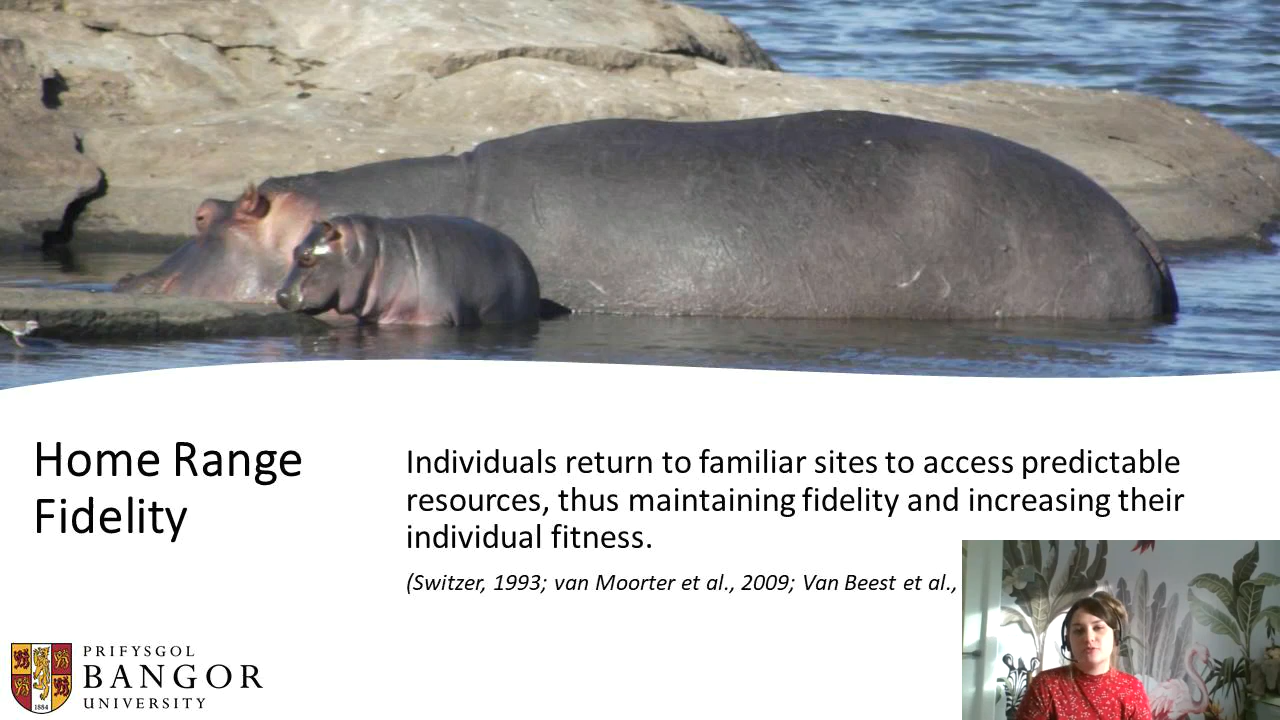 Home Range
Fidelity
Individuals return to familiar sites to access predictable
resources, thus maintaining fidelity and increasing their
individual fitness.
(Switzer, 1993; van Moorter et al., 2009; Van Beest et al.,
PRIFYSGOL
BANGOR
UNIVERSITY
1884